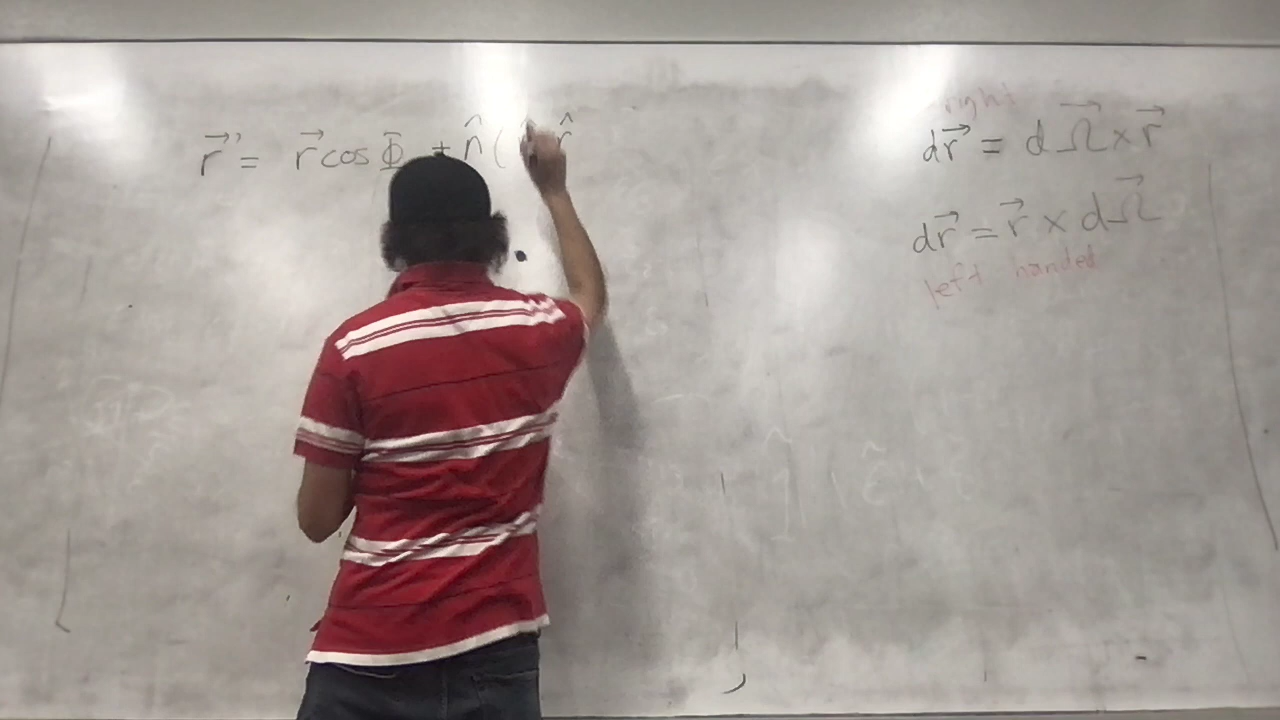 r⃗' = r⃗ cos Φ + n̂ ( r̂
right
dr⃗ = dΩ⃗ × r⃗
dr⃗ = r⃗ × dΩ⃗
left handed